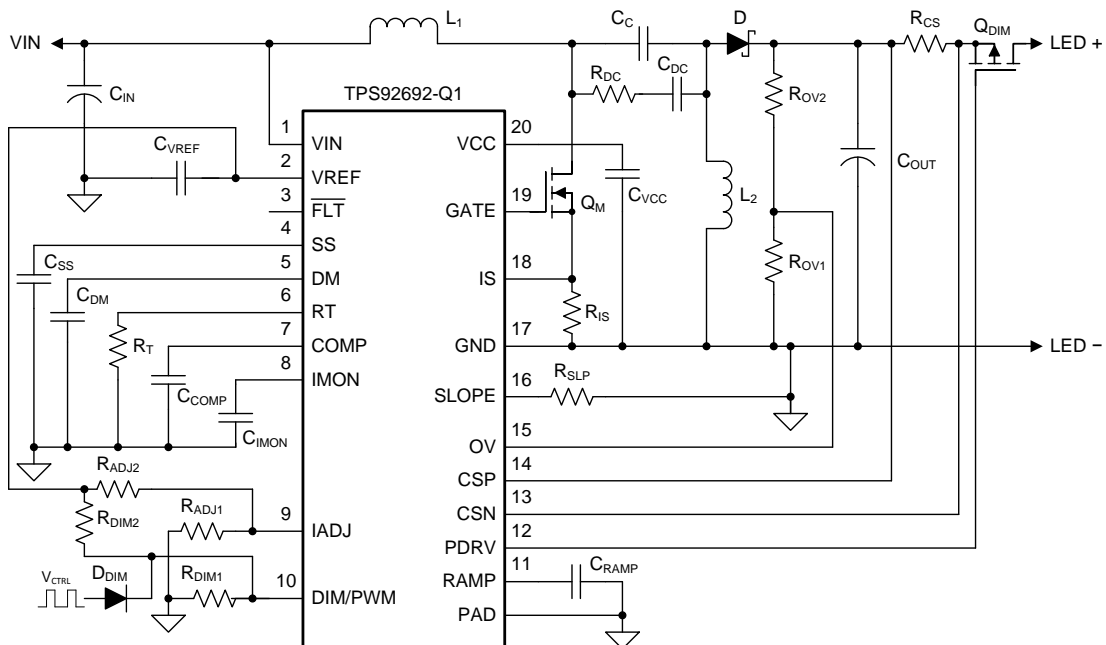 L1
CC
D
RCS
QDIM
VIN
LED +
CIN
RDC
CDC
ROV2
TPS92692-Q1
COUT
CVREF
1
VIN
VCC
20
2
VREF
CVCC
L2
3
FLT
GATE
19
QM
4
SS
CSS
5
DM
IS
18
ROV1
CDM
6
RT
RIS
RT
7
COMP
GND
17
LED −
8
IMON
RSLP
CCOMP
SLOPE
16
CIMON
OV
15
RADJ2
CSP
14
RADJ1
CSN
13
RDIM2
9
IADJ
PDRV
12
VCTRL
DDIM
RDIM1
10
DIM/PWM
RAMP
11
CRAMP
PAD